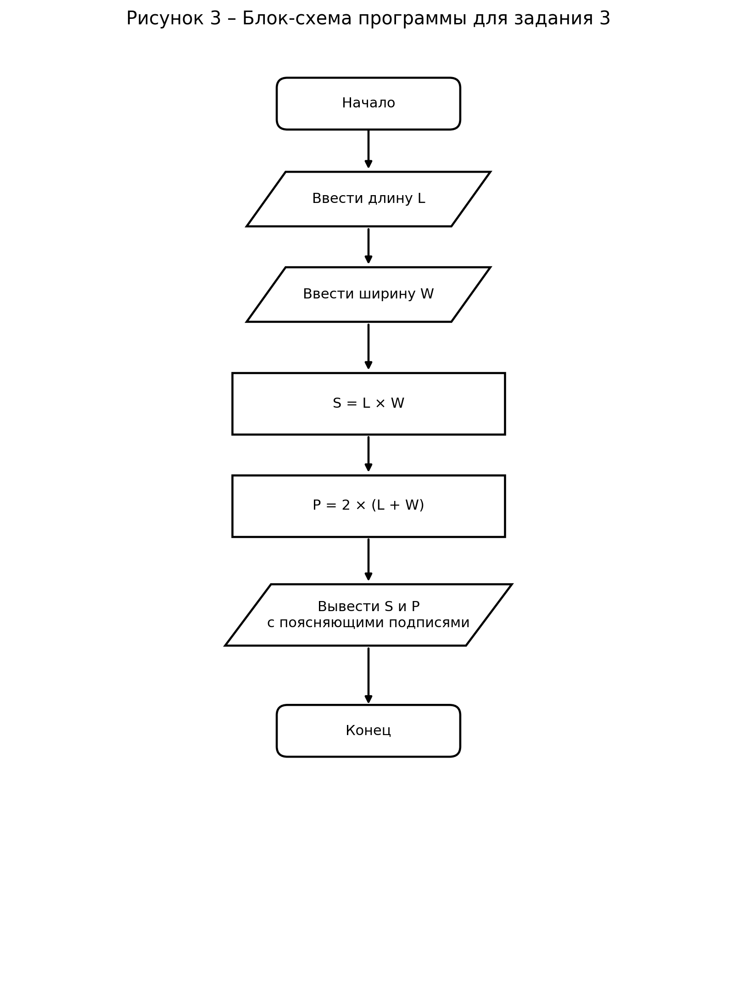 Рисунок 3 – Блок-схема программы для задания 3
Начало
Ввести длину L
Ввести ширину W
S = L × W
P = 2 × (L + W)
Вывести S и P
с поясняющими подписями
Конец